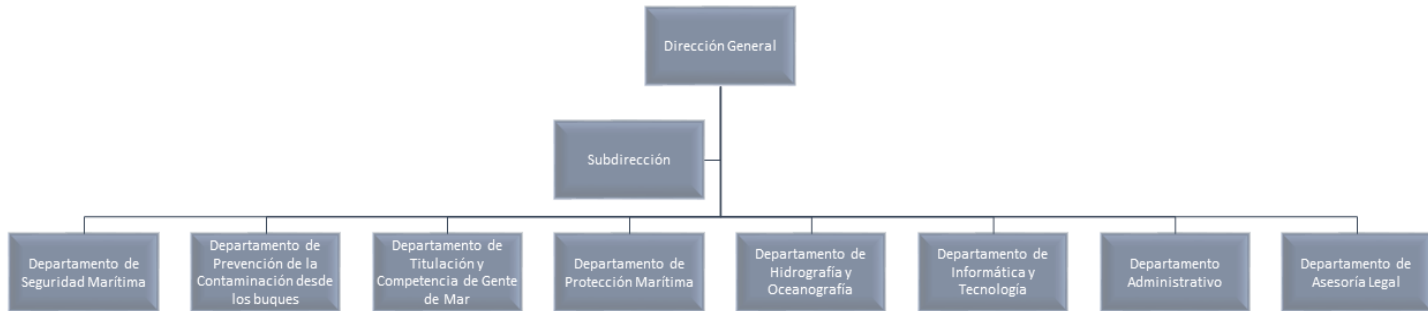 Dirección General
Subdirección
Departamento de
Seguridad Marítima
Departamento de
Prevención de la
Contaminación desde
los buques
Departamento de
Titulación y
Competencia de Gente
de Mar
Departamento de
Protección Marítima
Departamento de
Hidrografía y
Oceanografía
Departamento de
Informática y
Tecnología
Departamento
Administrativo
Departamento de
Asesoría Legal